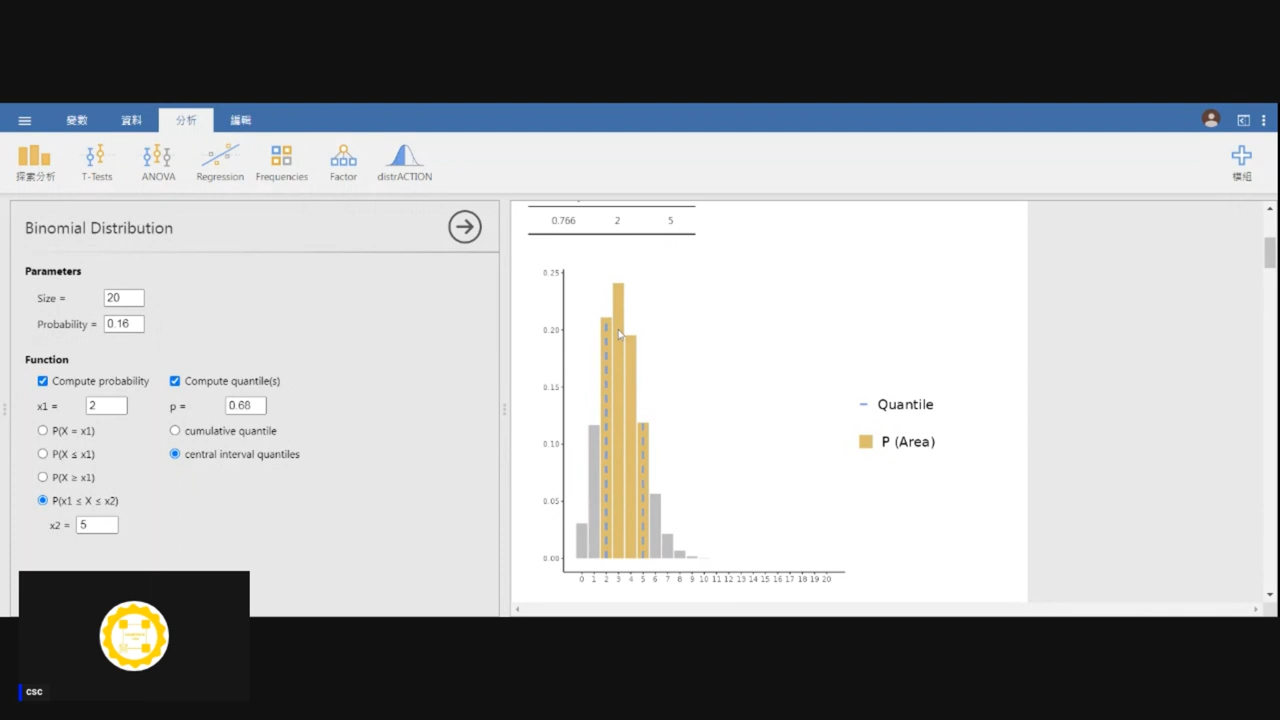 變數 資料 分析 編輯
探索分析 T-Tests ANOVA Regression Frequencies Factor distrACTION 模組
Binomial Distribution
Parameters
Size = 20
Probability = 0.16
Function
Compute probability Compute quantile(s)
x1 = 2 p = 0.68
P(X = x1) cumulative quantile
P(X ≤ x1) central interval quantiles
P(X ≥ x1)
P(x1 ≤ X ≤ x2)
x2 = 5
csc
0.766 2 5
0.25
0.20
0.15
0.10
0.05
0.00
0 1 2 3 4 5 6 7 8 9 10 11 12 13 14 15 16 17 18 19 20
Quantile
P (Area)